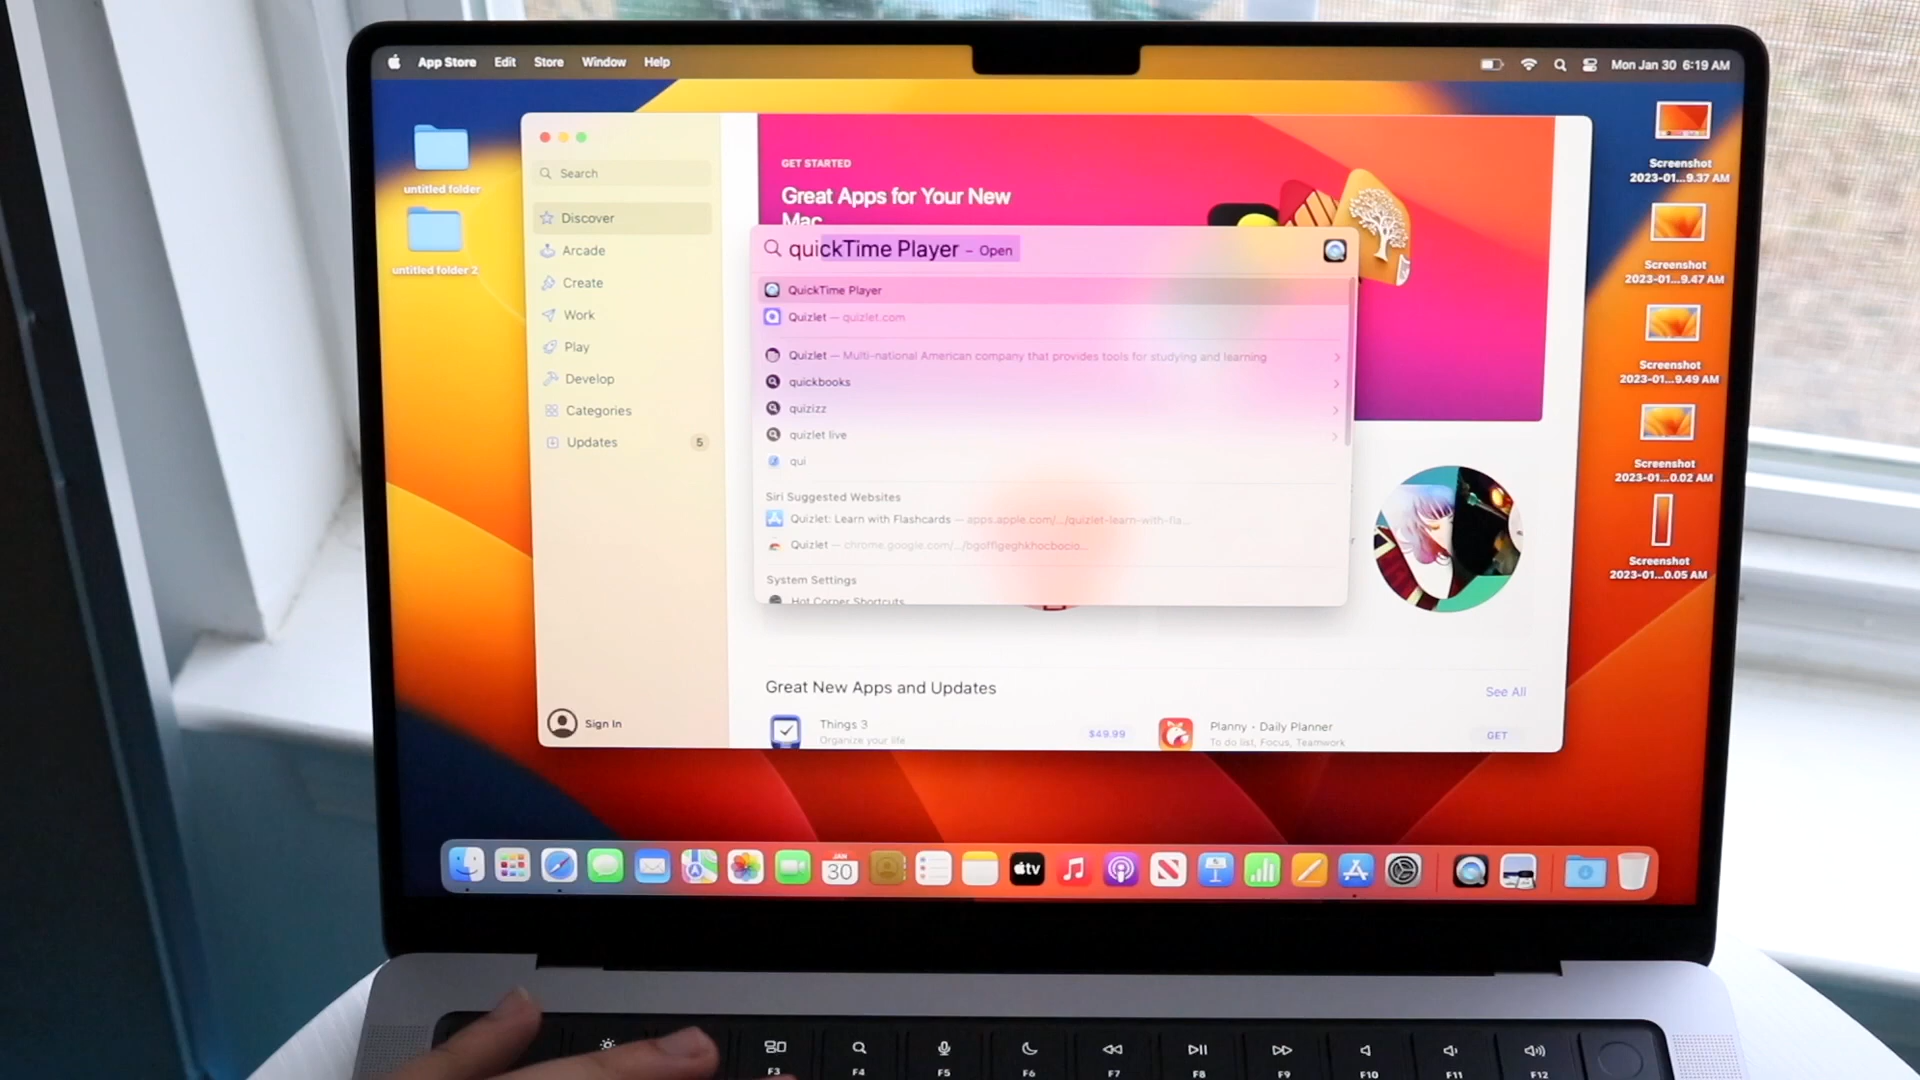 App Store Edit Store Window Help
Mon Jan 30 6:19 AM
untitled folder
untitled folder 2
Search
Discover
Arcade
Create
Work
Play
Develop
Categories
Updates 5
Sign In
GET STARTED
Great Apps for Your New
Mac
quickTime Player – Open
QuickTime Player
Quizlet — quizlet.com
Quizlet — Multi-national American company that provides tools for studying and learning
quickbooks
quizizz
quizlet live
qui
Siri Suggested Websites
Quizlet: Learn with Flashcards — apps.apple.com/.../quizlet-learn-with-fla...
Quizlet — chrome.google.com/.../bgofflgeghkhocbocio...
System Settings
Hot Corner Shortcuts
Great New Apps and Updates
See All
Things 3
Organize your life
$49.99
Planny • Daily Planner
To do list, Focus, Teamwork
GET
Screenshot
2023-01...9.37 AM
Screenshot
2023-01...9.47 AM
Screenshot
2023-01...9.49 AM
Screenshot
2023-01...0.02 AM
Screenshot
2023-01...0.05 AM
JAN
30
tv
F3 F4 F5 F6 F7 F8 F9 F10 F11 F12